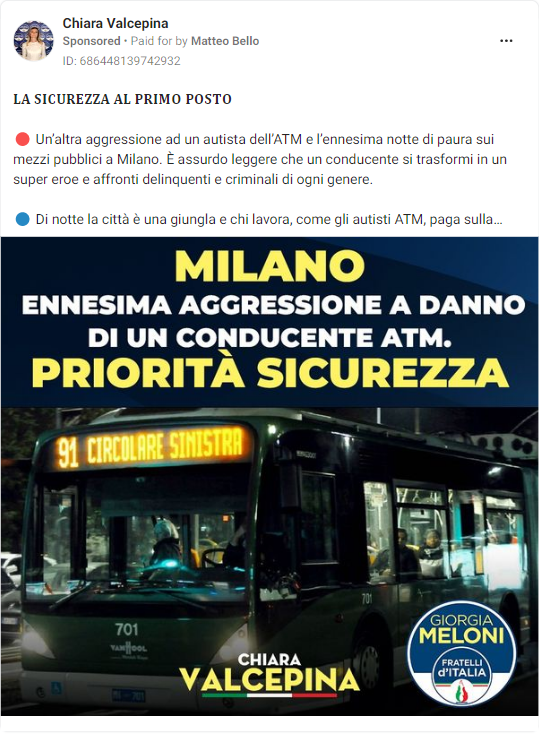 Chiara Valcepina
Sponsored • Paid for by Matteo Bello
ID: 686448139742932
LA SICUREZZA AL PRIMO POSTO
🔴 Un'altra aggressione ad un autista dell'ATM e l'ennesima notte di paura sui
mezzi pubblici a Milano. È assurdo leggere che un conducente si trasformi in un
super eroe e affronti delinquenti e criminali di ogni genere.
🔵 Di notte la città è una giungla e chi lavora, come gli autisti ATM, paga sulla...
MILANO
ENNESIMA AGGRESSIONE A DANNO
DI UN CONDUCENTE ATM.
PRIORITÀ SICUREZZA
91 CIRCOLARE SINISTRA
701
VANHOOL
701
701
CHIARA
VALCEPINA
GIORGIA
MELONI
FRATELLI
d'ITALIA